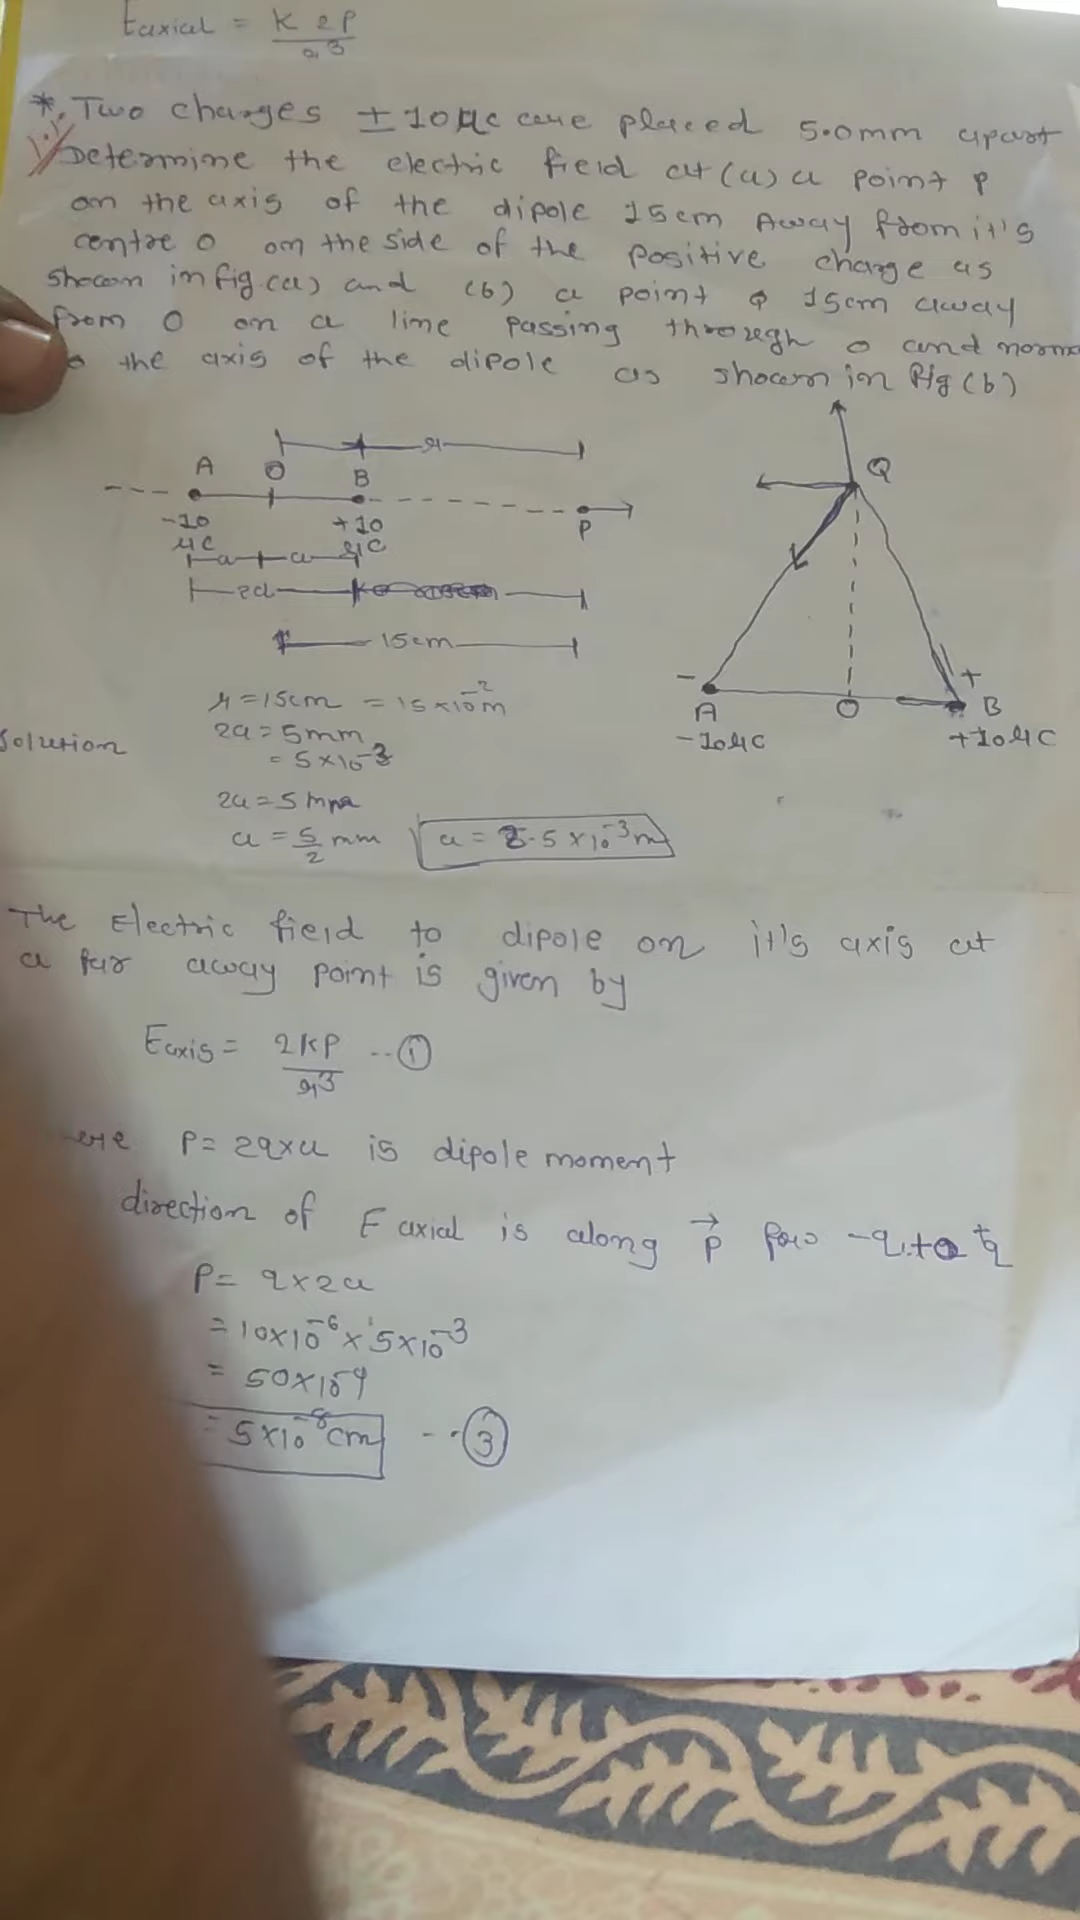 Eaxial = K 2P / r3
*. Two charges ± 10 µc are placed 5.0mm apart
Determine the electric field at (a) a point P
on the axis of the dipole 15cm Away from it's
centre O on the side of the positive charge as
shown in fig. (a) and (b) a point Q 15cm away
from O on a line passing through O and norma
the axis of the dipole as shown in Fig (b)
r
A O B
-10 µC +10 µC P
a a
2a
15cm
Q
- +
A O B
-10µC +10µC
r = 15cm = 15×10-2m
Solution 2a = 5mm
= 5×10-3
2a = 5mm
a = 5/2 mm a = 2.5 × 10-3m
The Electric field to dipole on it's axis at
a far away point is given by
Eaxis = 2KP / r3 -- ①
P = 2q×a is dipole moment
direction of E axial is along P from -q to +q
P = q×2a
= 10×10-6 × 5×10-3
= 50×10-9
= 5×10-8cm -- ③